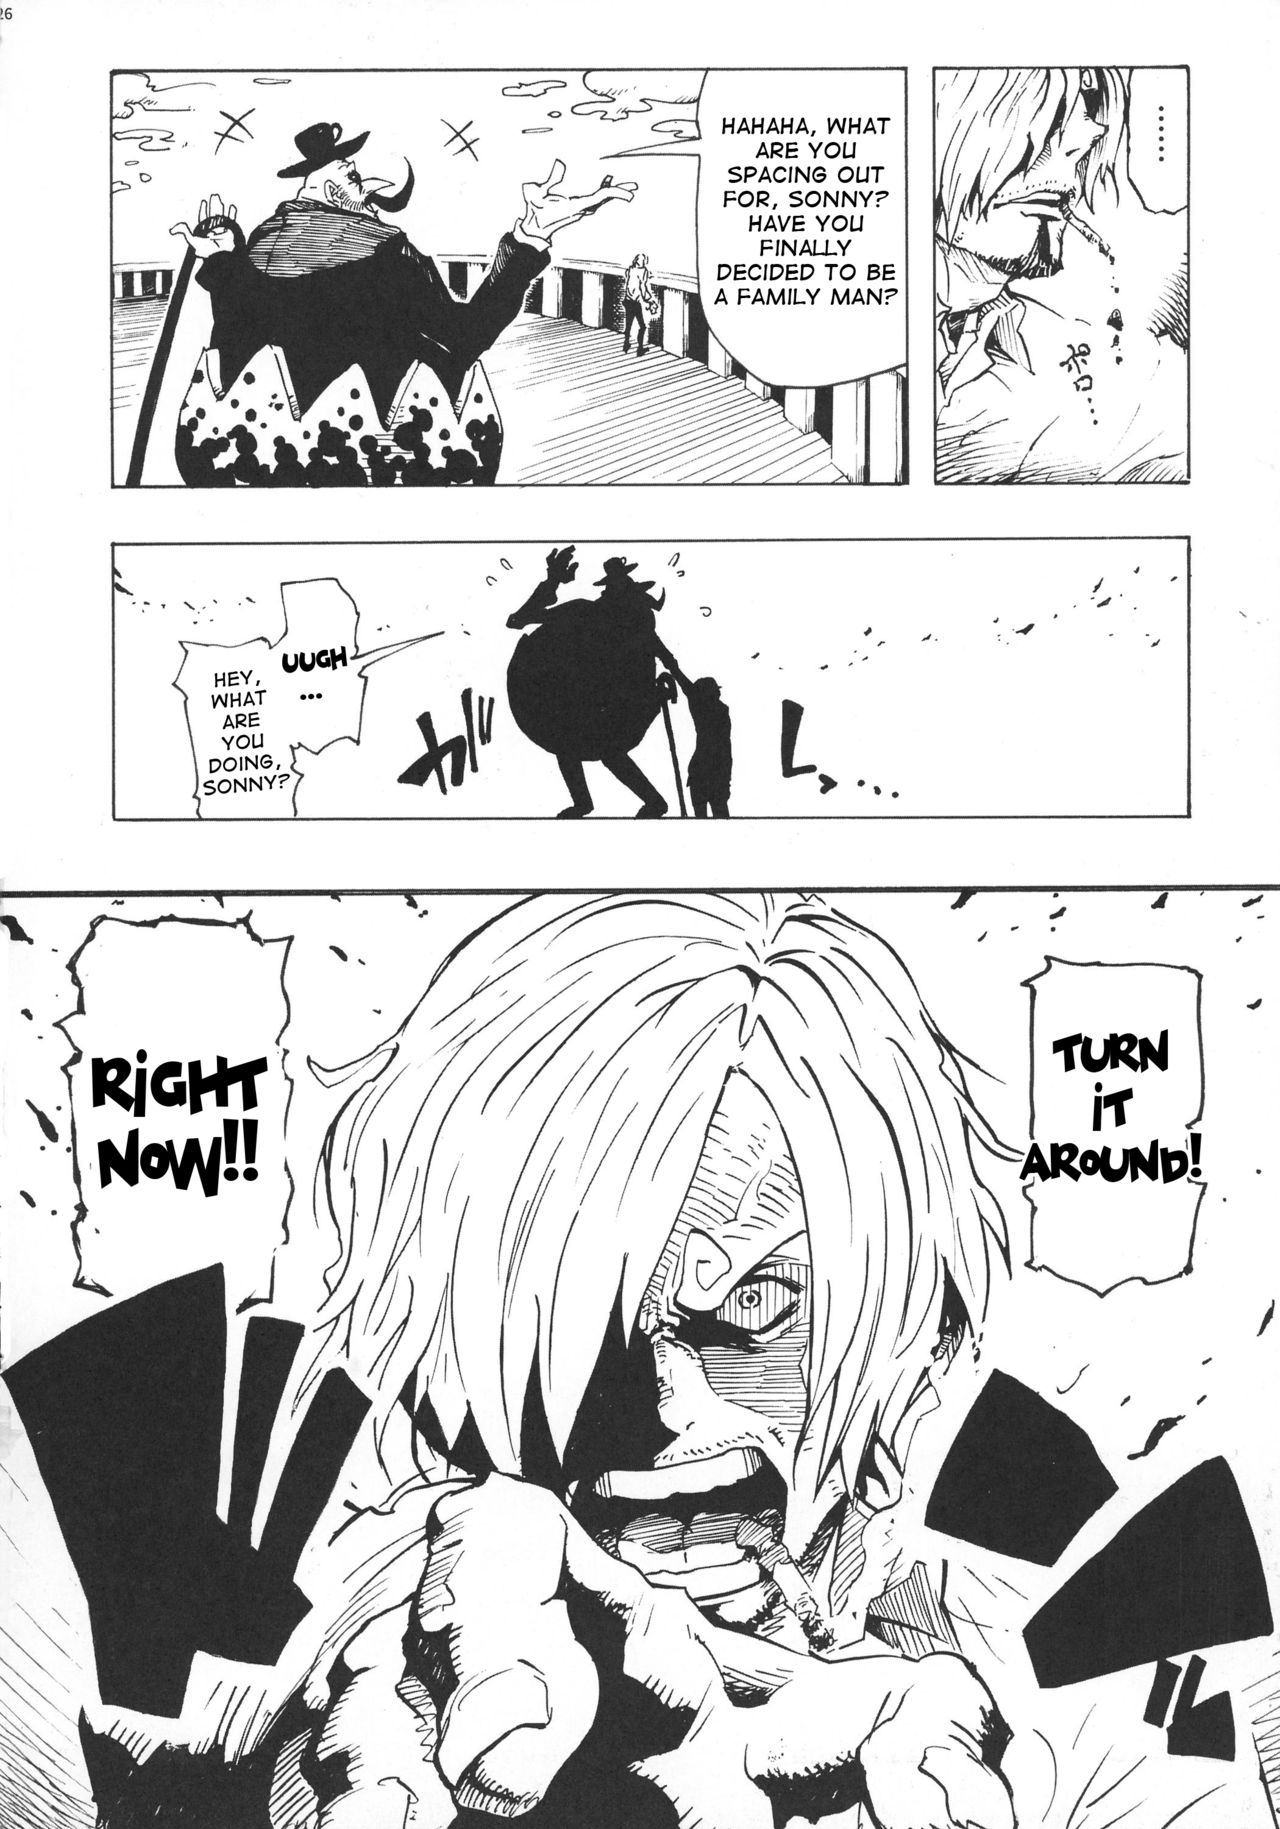 26
………
ポロ…
HAHAHA, WHAT
ARE YOU
SPACING OUT
FOR, SONNY?
HAVE YOU
FINALLY
DECIDED TO BE
A FAMILY MAN?
ガバ
し、…
UUGH
...
HEY,
WHAT
ARE
YOU
DOING,
SONNY?
TURN
IT
AROUND!
RIGHT
NOW!!